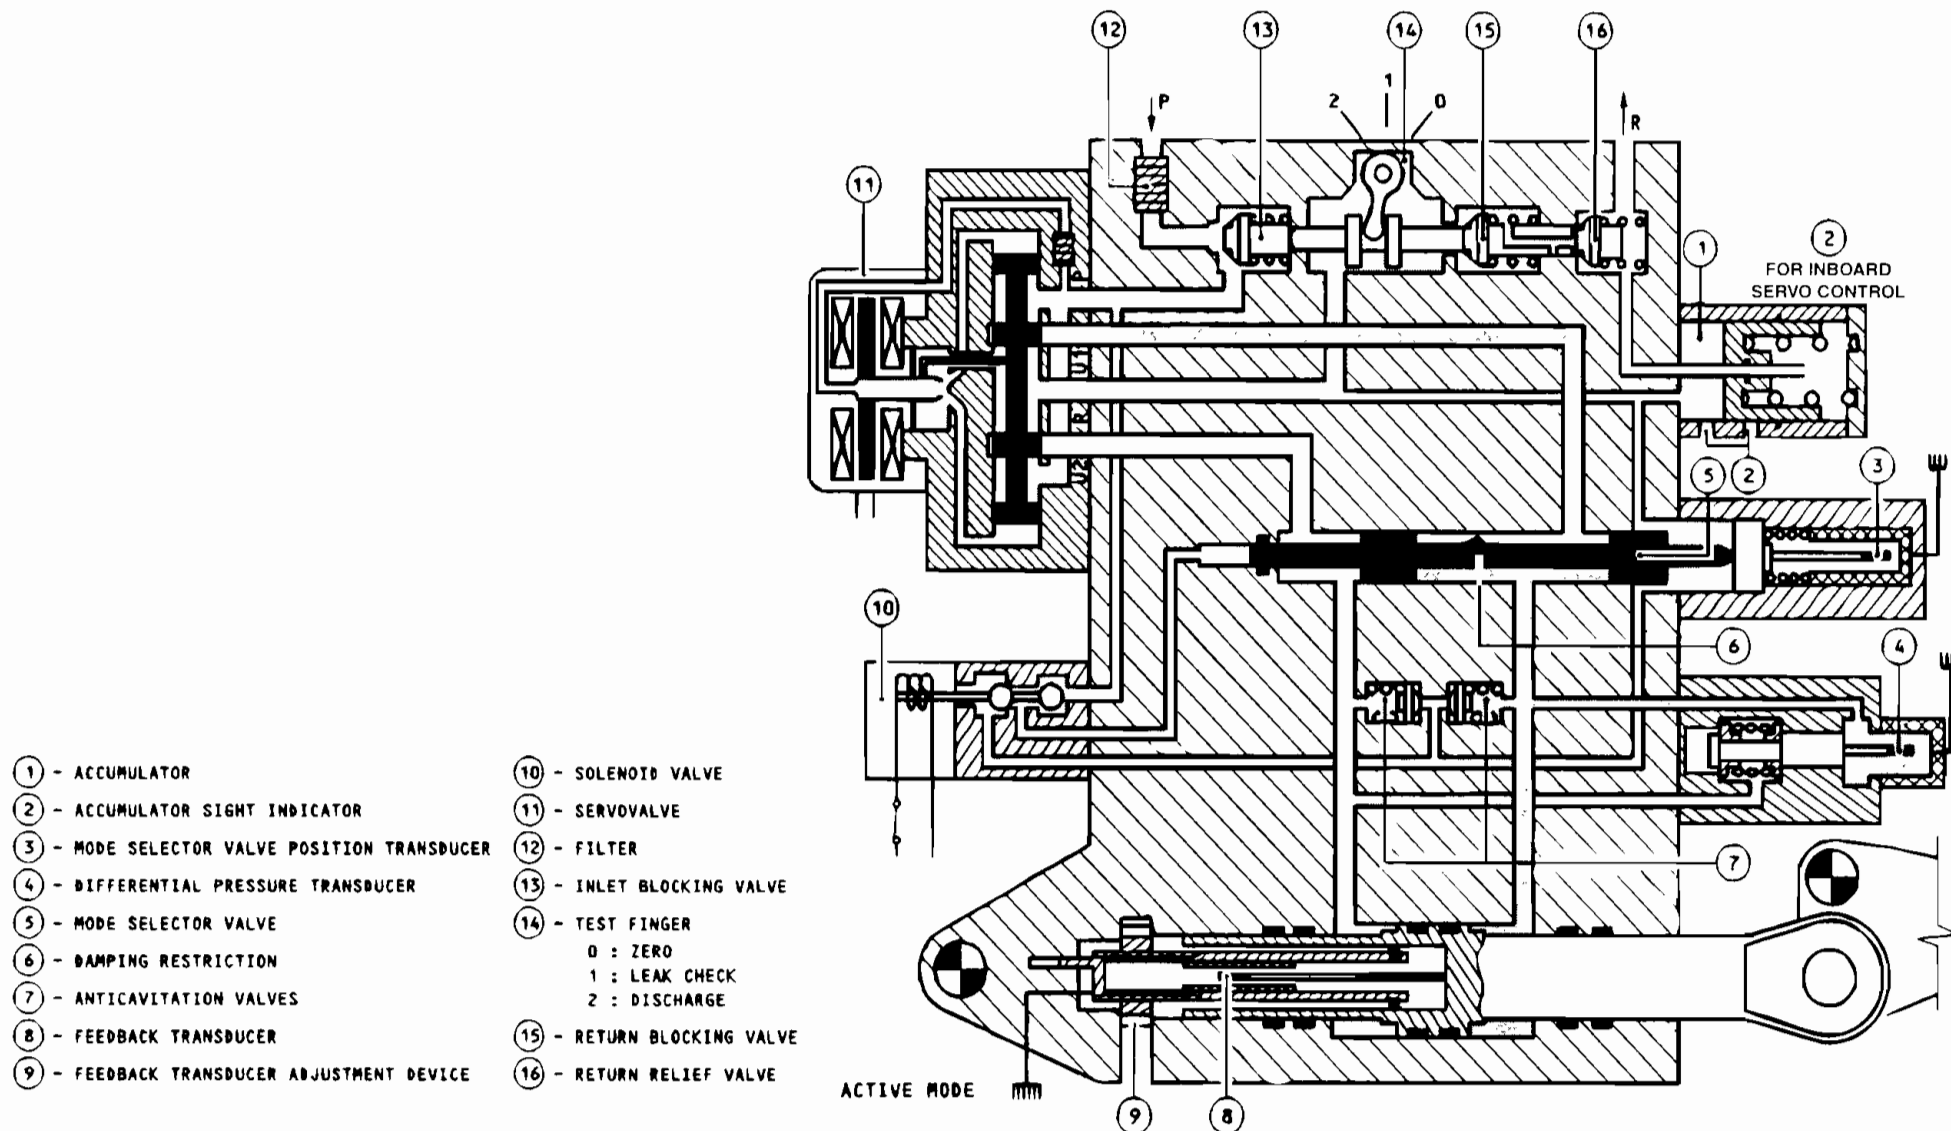 12 13 14 15 16
1
2 0
P
R
11
1 2
FOR INBOARD
SERVO CONTROL
P
U1
R
U2
5 2 3
10
6
4
7
1 - ACCUMULATOR
2 - ACCUMULATOR SIGHT INDICATOR
3 - MODE SELECTOR VALVE POSITION TRANSDUCER
4 - DIFFERENTIAL PRESSURE TRANSDUCER
5 - MODE SELECTOR VALVE
6 - DAMPING RESTRICTION
7 - ANTICAVITATION VALVES
8 - FEEDBACK TRANSDUCER
9 - FEEDBACK TRANSDUCER ADJUSTMENT DEVICE
10 - SOLENOID VALVE
11 - SERVOVALVE
12 - FILTER
13 - INLET BLOCKING VALVE
14 - TEST FINGER
0 : ZERO
1 : LEAK CHECK
2 : DISCHARGE
15 - RETURN BLOCKING VALVE
16 - RETURN RELIEF VALVE
ACTIVE MODE
9 8